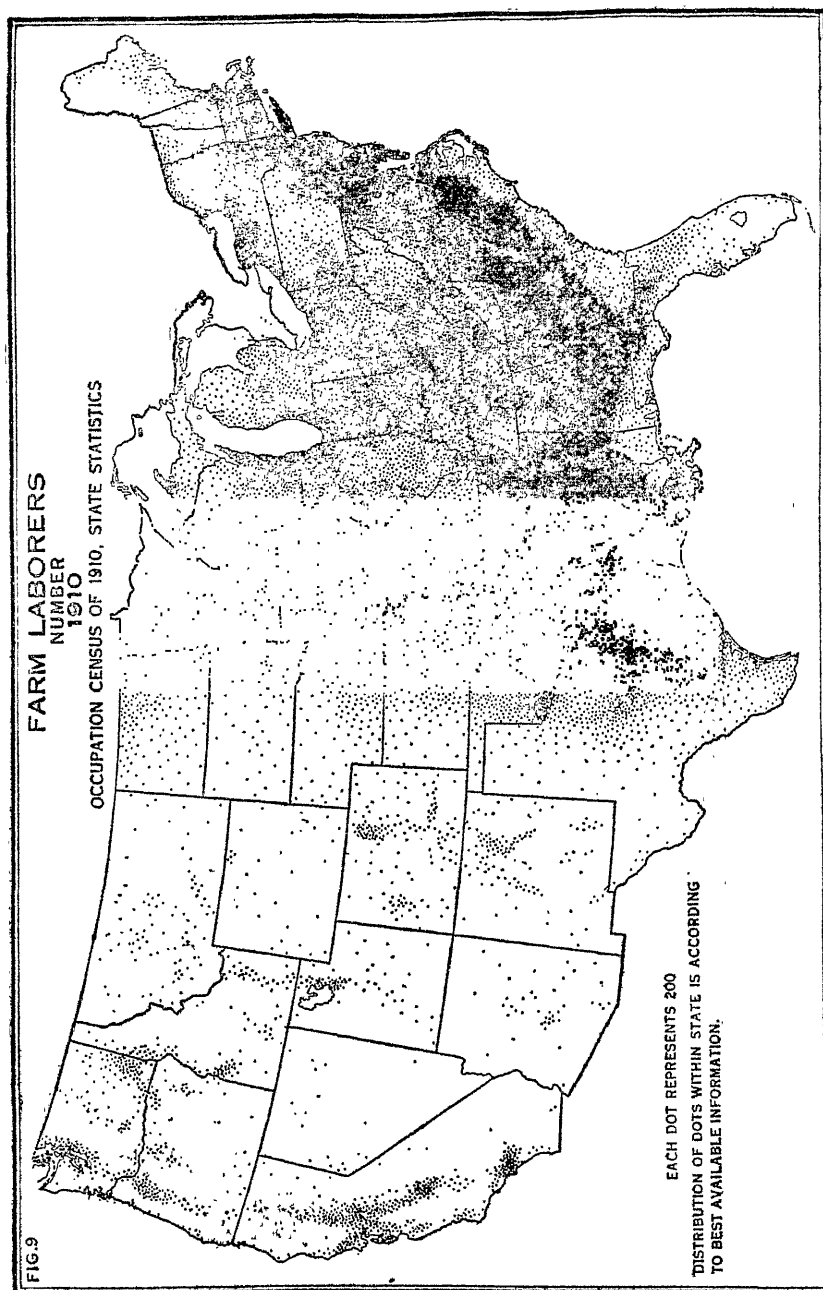 FIG.9
FARM LABORERS
NUMBER
1910
OCCUPATION CENSUS OF 1910, STATE STATISTICS
EACH DOT REPRESENTS 200
DISTRIBUTION OF DOTS WITHIN STATE IS ACCORDING
TO BEST AVAILABLE INFORMATION.